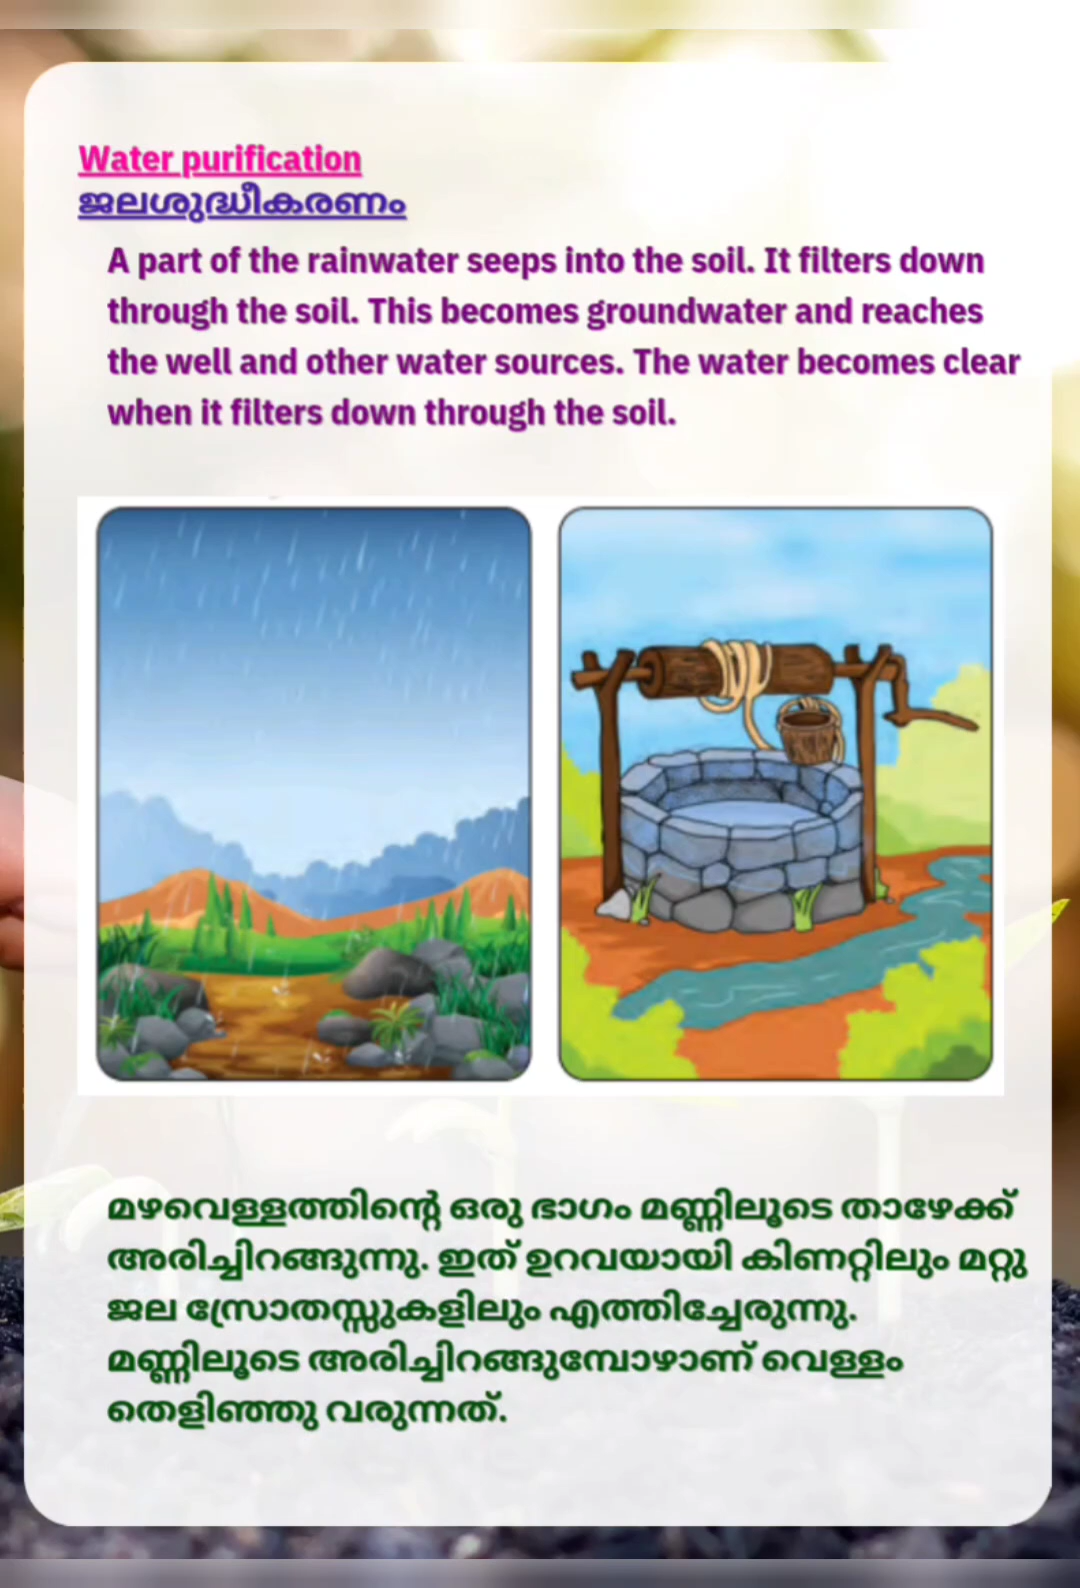 Water purification
ജലശുദ്ധീകരണം
A part of the rainwater seeps into the soil. It filters down
through the soil. This becomes groundwater and reaches
the well and other water sources. The water becomes clear
when it filters down through the soil.
മഴവെള്ളത്തിന്റെ ഒരു ഭാഗം മണ്ണിലൂടെ താഴേക്ക്
അരിച്ചിറങ്ങുന്നു. ഇത് ഉറവയായി കിണറ്റിലും മറ്റു
ജല സ്രോതസ്സുകളിലും എത്തിച്ചേരുന്നു.
മണ്ണിലൂടെ അരിച്ചിറങ്ങുമ്പോഴാണ് വെള്ളം
തെളിഞ്ഞു വരുന്നത്.